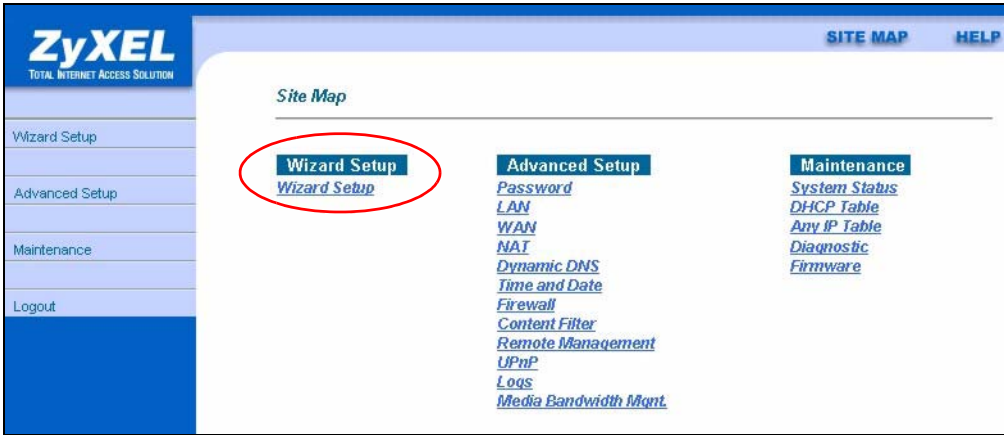 ZyXEL
TOTAL INTERNET ACCESS SOLUTION
SITE MAP
HELP
Wizard Setup
Advanced Setup
Maintenance
Logout
Site Map
Wizard Setup
Wizard Setup
Advanced Setup
Password
LAN
WAN
NAT
Dynamic DNS
Time and Date
Firewall
Content Filter
Remote Management
UPnP
Logs
Media Bandwidth Mgnt.
Maintenance
System Status
DHCP Table
Any IP Table
Diagnostic
Firmware